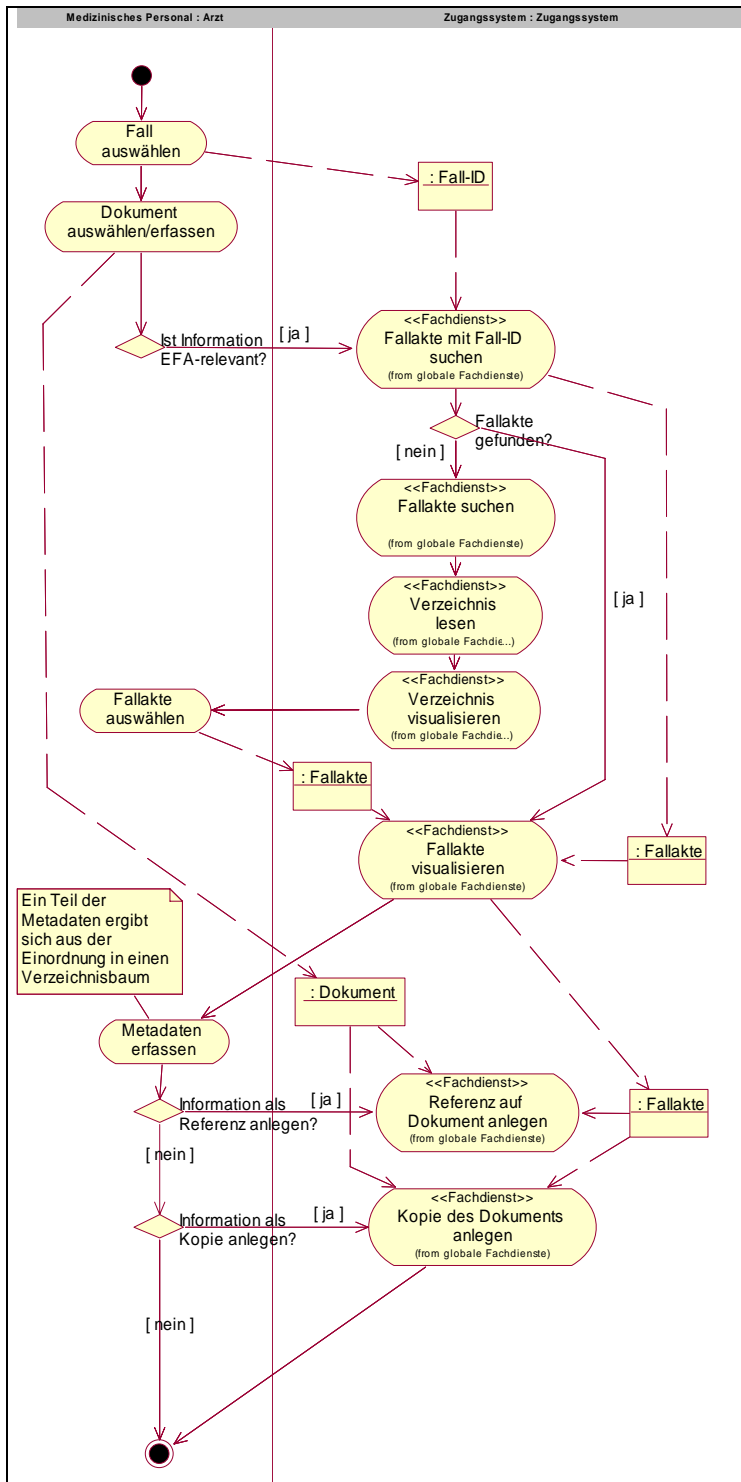 Medizinisches Personal : Arzt
Zugangssystem : Zugangssystem
Fall
auswählen
: Fall-ID
Dokument
auswählen/erfassen
Ist Information
EFA-relevant?
[ ja ]
<<Fachdienst>>
Fallakte mit Fall-ID
suchen
(from globale Fachdienste)
Fallakte
gefunden?
[ nein ]
<<Fachdienst>>
Fallakte suchen
(from globale Fachdienste)
[ ja ]
<<Fachdienst>>
Verzeichnis
lesen
(from globale Fachdie...)
<<Fachdienst>>
Verzeichnis
visualisieren
(from globale Fachdie...)
Fallakte
auswählen
: Fallakte
<<Fachdienst>>
Fallakte
visualisieren
(from globale Fachdienste)
: Fallakte
Ein Teil der
Metadaten ergibt
sich aus der
Einordnung in einen
Verzeichnisbaum
: Dokument
Metadaten
erfassen
Information als
Referenz anlegen?
[ ja ]
<<Fachdienst>>
Referenz auf
Dokument anlegen
(from globale Fachdienste)
: Fallakte
[ nein ]
Information als
Kopie anlegen?
[ ja ]
<<Fachdienst>>
Kopie des Dokuments
anlegen
(from globale Fachdienste)
[ nein ]